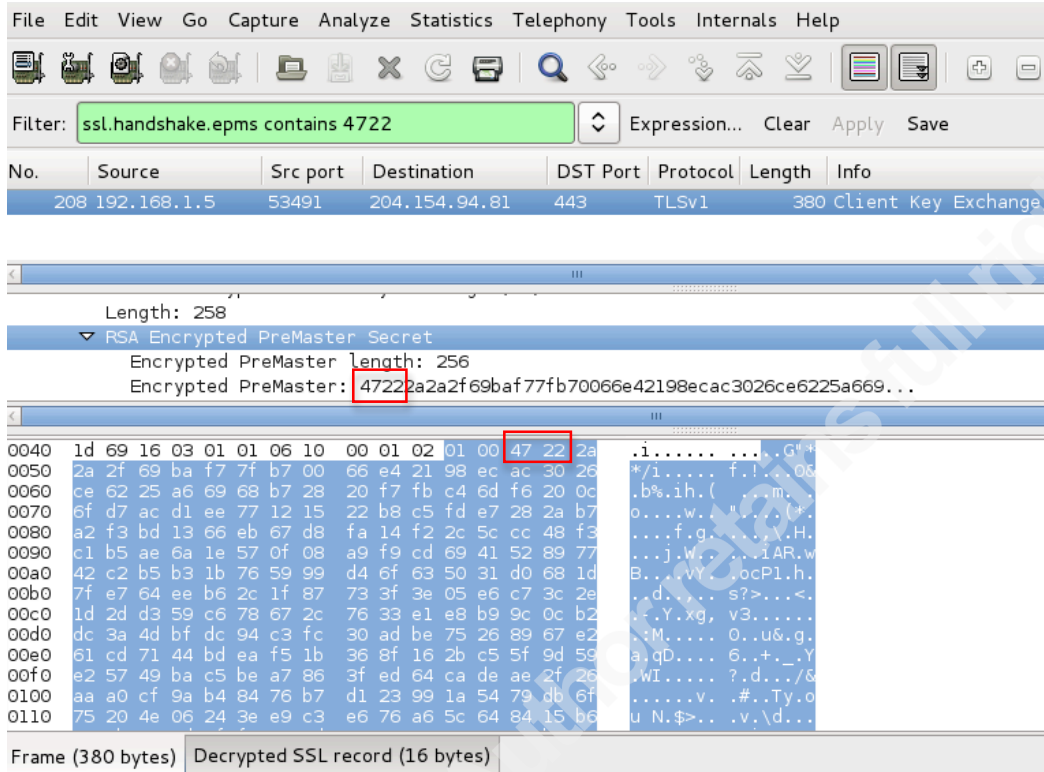 File Edit View Go Capture Analyze Statistics Telephony Tools Internals Help
Filter: ssl.handshake.epms contains 4722 Expression... Clear Apply Save
No. Source Src port Destination DST Port Protocol Length Info
208 192.168.1.5 53491 204.154.94.81 443 TLSv1 380 Client Key Exchange
Length: 258
RSA Encrypted PreMaster Secret
Encrypted PreMaster length: 256
Encrypted PreMaster: 47222a2a2f69baf77fb70066e42198ecac3026ce6225a669...
0040 1d 69 16 03 01 01 06 10 00 01 02 01 00 47 22 2a .i...... .....G"*
0050 2a 2f 69 ba f7 7f b7 00 66 e4 21 98 ec ac 30 26 */i..... f.!...0&
0060 ce 62 25 a6 69 68 b7 28 20 f7 fb c4 6d f6 20 0c .b%.ih.( ...m. .
0070 6f d7 ac d1 ee 77 12 15 22 b8 c5 fd e7 28 2a b7 o....w.. "....(*.
0080 a2 f3 bd 13 66 eb 67 d8 fa 14 f2 2c 5c cc 48 f3 ....f.g. ...,\.H.
0090 c1 b5 ae 6a 1e 57 0f 08 a9 f9 cd 69 41 52 89 77 ...j.W.. ...iAR.w
00a0 42 c2 b5 b3 1b 76 59 99 d4 6f 63 50 31 d0 68 1d B....vY. .ocP1.h.
00b0 7f e7 64 ee b6 2c 1f 87 73 3f 3e 05 e6 c7 3c 2e ..d..,.. s?>...<.
00c0 1d 2d d3 59 c6 78 67 2c 76 33 e1 e8 b9 9c 0c b2 .-.Y.xg, v3......
00d0 dc 3a 4d bf dc 94 c3 fc 30 ad be 75 26 89 67 e2 .:M..... 0..u&.g.
00e0 61 cd 71 44 bd ea f5 1b 36 8f 16 2b c5 5f 9d 59 a.qD.... 6..+._.Y
00f0 e2 57 49 ba c5 be a7 86 3f ed 64 ca de ae 2f 26 .WI..... ?.d.../&
0100 aa a0 cf 9a b4 84 76 b7 d1 23 99 1a 54 79 db 6f ......v. .#..Ty.o
0110 75 20 4e 06 24 3e e9 c3 e6 76 a6 5c 64 84 15 b6 u N.$>.. .v.\d...
Frame (380 bytes) Decrypted SSL record (16 bytes)